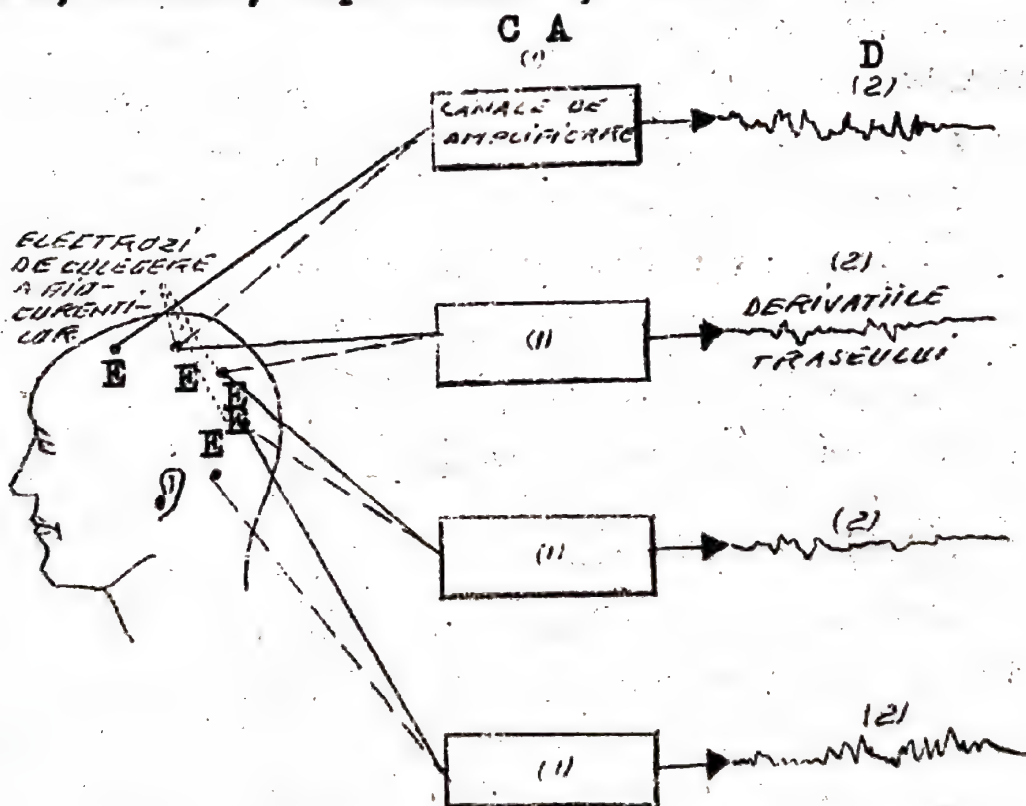 C A
(1)
D
(2)
CANALE DE
AMPLIFICARE
ELECTROZI
DE CULEGERE
A BIO-
CURENTI-
LOR
(2)
DERIVATIILE
TRASEULUI
(1)
E
E
E
E
E
(2)
(1)
(2)
(1)